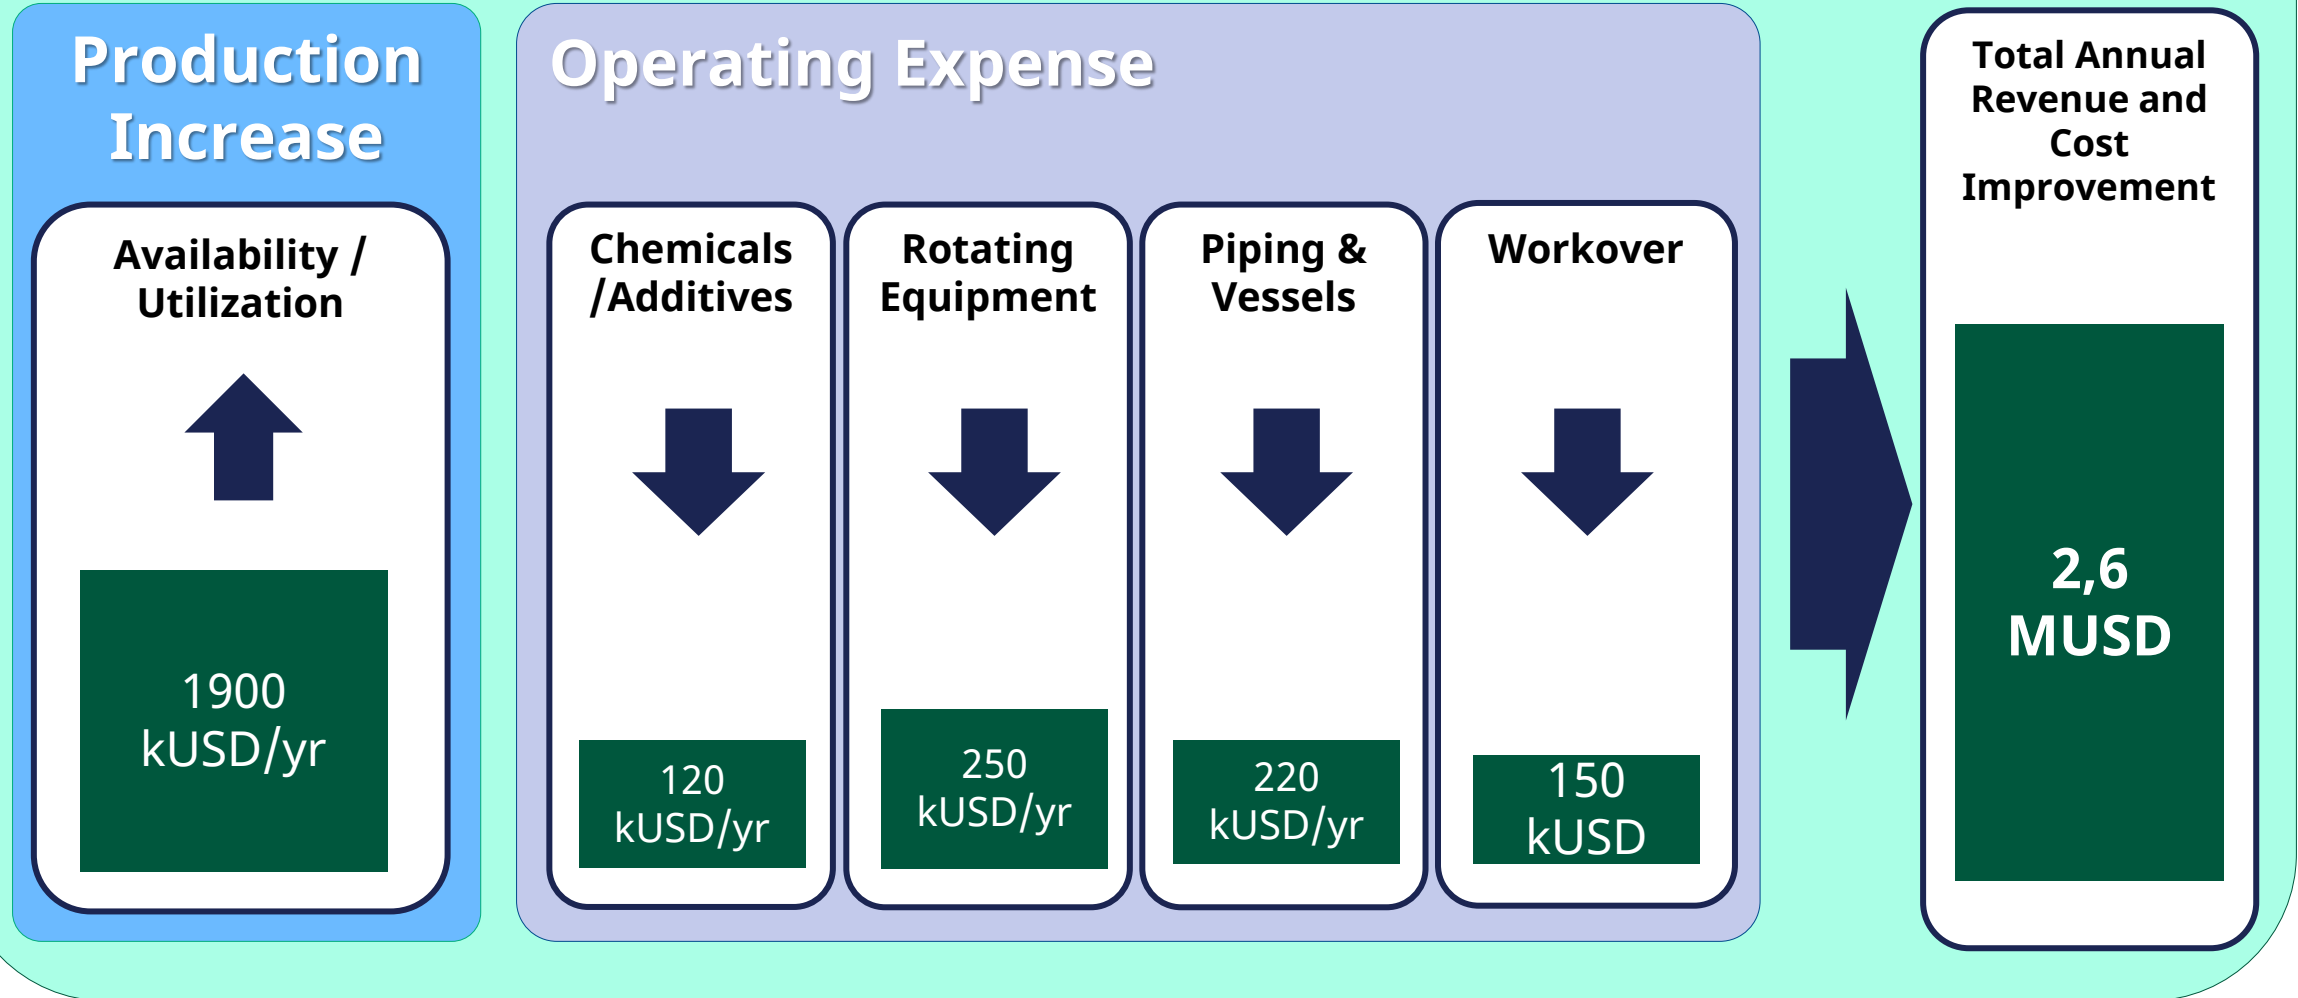 Production
Increase
Availability /
Utilization
1900
kUSD/yr
Operating Expense
Chemicals
/Additives
120
kUSD/yr
Rotating
Equipment
250
kUSD/yr
Piping &
Vessels
220
kUSD/yr
Workover
150
kUSD
Total Annual
Revenue and
Cost
Improvement
2,6
MUSD